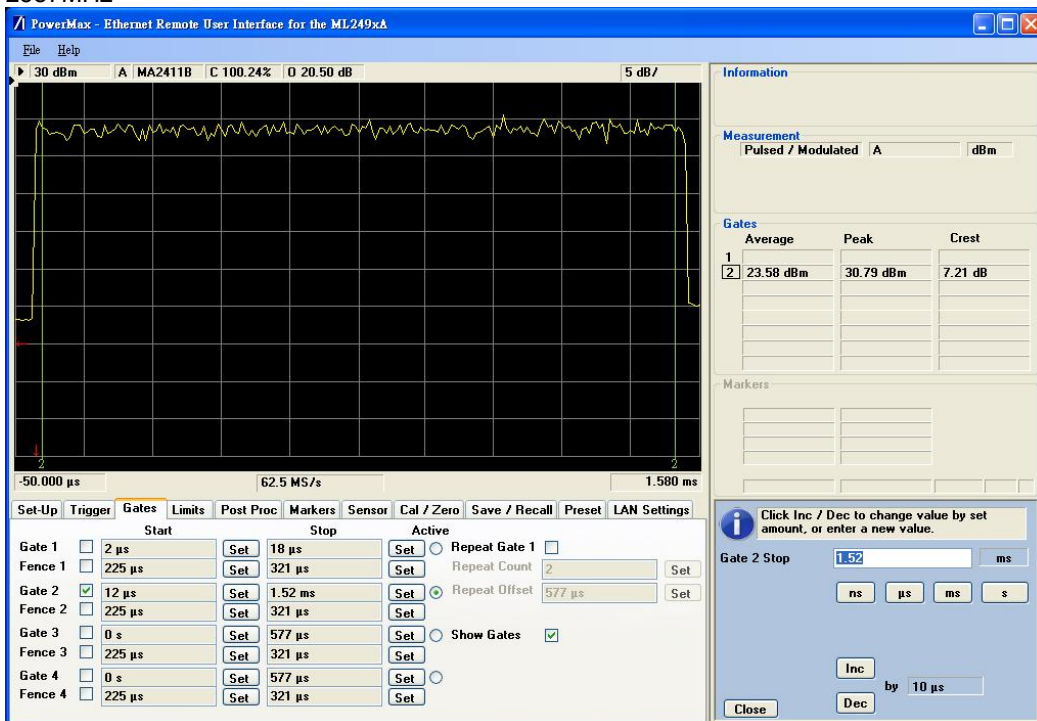 PowerMax - Ethernet Remote User Interface for the ML249xA
File Help
30 dBm A MA2411B C 100.24% O 20.50 dB 5 dB/
2 2
-50.000 µs 62.5 MS/s 1.580 ms
Set-Up Trigger Gates Limits Post Proc Markers Sensor Cal / Zero Save / Recall Preset LAN Settings
Start Stop Active
Gate 1 2 µs Set 18 µs Set Repeat Gate 1
Fence 1 225 µs Set 321 µs Set Repeat Count 2 Set
Gate 2 12 µs Set 1.52 ms Set Repeat Offset 577 µs Set
Fence 2 225 µs Set 321 µs Set
Gate 3 0 s Set 577 µs Set Show Gates
Fence 3 225 µs Set 321 µs Set
Gate 4 0 s Set 577 µs Set
Fence 4 225 µs Set 321 µs Set
Information
Measurement
Pulsed / Modulated A dBm
Gates
Average Peak Crest
1
2 23.58 dBm 30.79 dBm 7.21 dB
Markers
Click Inc / Dec to change value by set
amount, or enter a new value.
Gate 2 Stop 1.52 ms
ns µs ms s
Inc
by 10 µs
Dec
Close